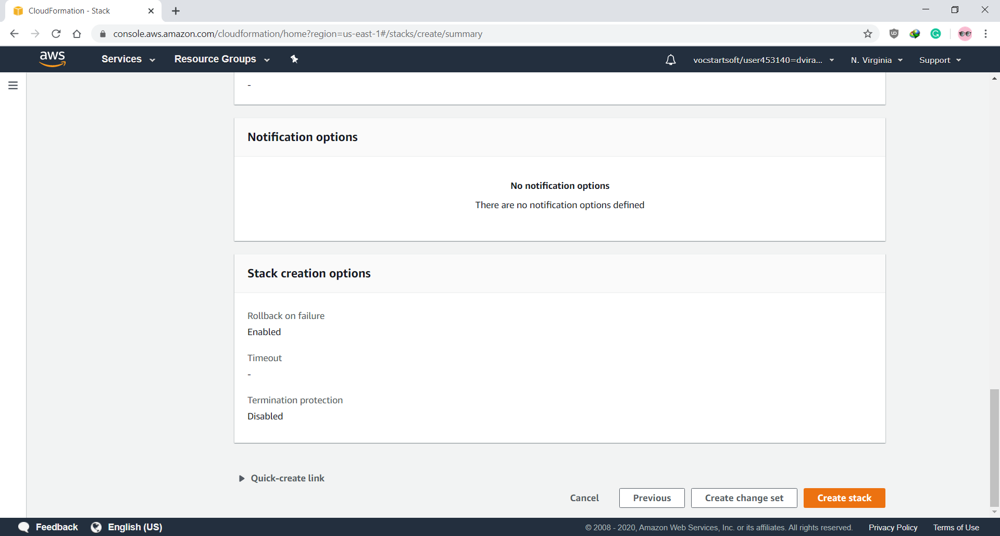 CloudFormation - Stack
console.aws.amazon.com/cloudformation/home?region=us-east-1#/stacks/create/summary
aws
Services
Resource Groups
vocstartsoft/user453140=dvira...
N. Virginia
Support
-
Notification options
No notification options
There are no notification options defined
Stack creation options
Rollback on failure
Enabled
Timeout
-
Termination protection
Disabled
Quick-create link
Cancel
Previous
Create change set
Create stack
Feedback
English (US)
© 2008 - 2020, Amazon Web Services, Inc. or its affiliates. All rights reserved.
Privacy Policy
Terms of Use